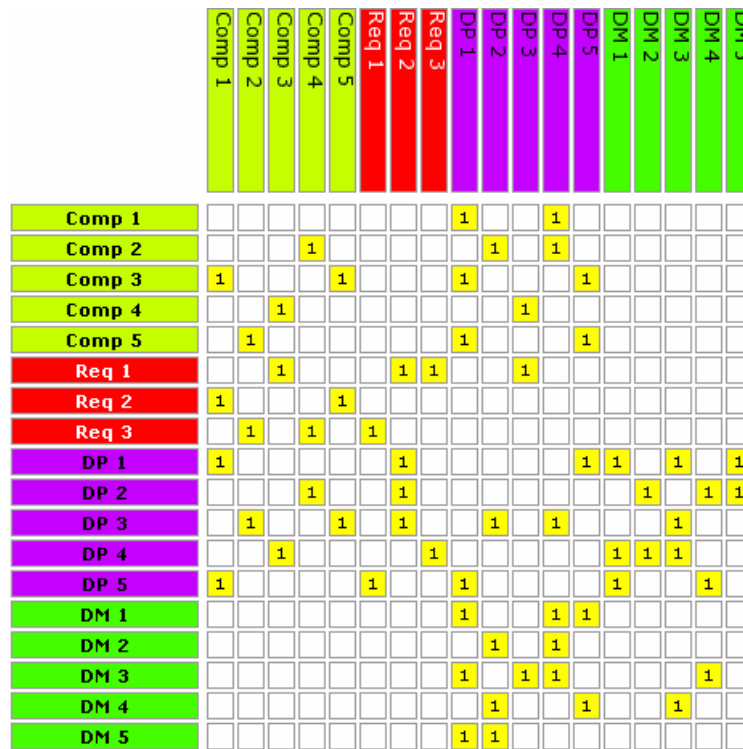 Comp 1 Comp 2 Comp 3 Comp 4 Comp 5 Req 1 Req 2 Req 3 DP 1 DP 2 DP 3 DP 4 DP 5 DM 1 DM 2 DM 3 DM 4 DM 5
Comp 1 1 1
Comp 2 1 1 1
Comp 3 1 1 1 1
Comp 4 1 1
Comp 5 1 1 1
Req 1 1 1 1 1
Req 2 1 1
Req 3 1 1 1
DP 1 1 1 1 1 1 1
DP 2 1 1 1 1 1
DP 3 1 1 1 1 1 1
DP 4 1 1 1 1 1
DP 5 1 1 1 1 1
DM 1 1 1 1
DM 2 1 1
DM 3 1 1 1 1
DM 4 1 1 1
DM 5 1 1